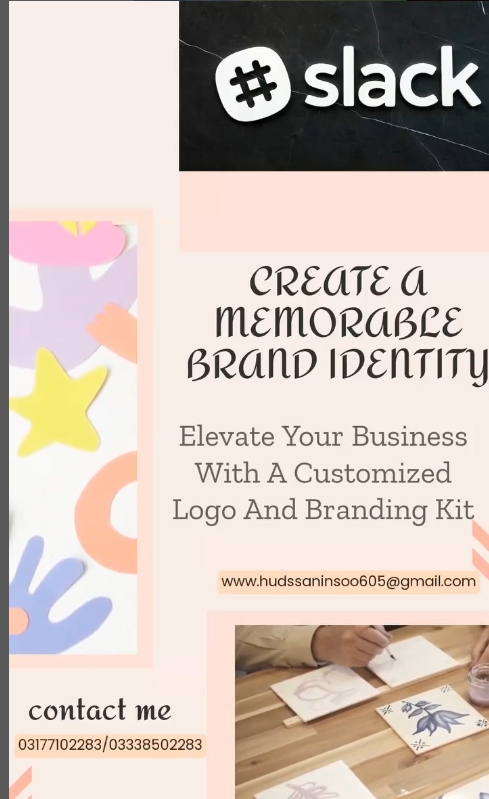 slack
CREATE A
MEMORABLE
BRAND IDENTITY
Elevate Your Business
With A Customized
Logo And Branding Kit
www.hudssaninsoo605@gmail.com
contact me
03177102283/03338502283